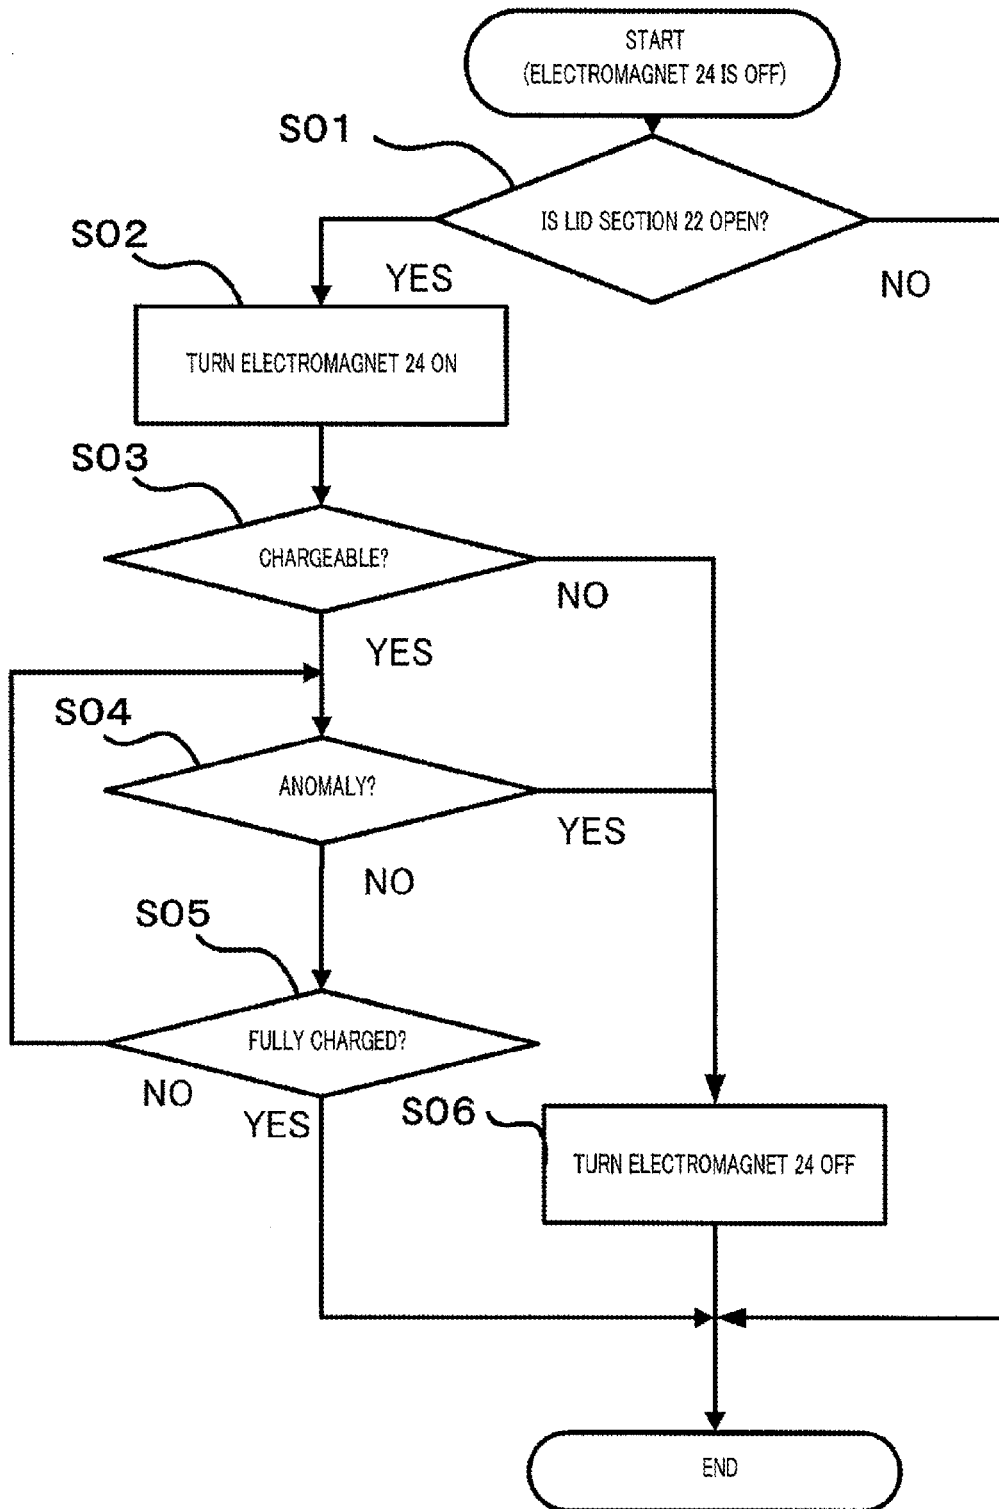 START
(ELECTROMAGNET 24 IS OFF)
S01
IS LID SECTION 22 OPEN?
S02
YES
NO
TURN ELECTROMAGNET 24 ON
S03
CHARGEABLE?
NO
YES
S04
ANOMALY?
YES
NO
S05
FULLY CHARGED?
NO
YES
S06
TURN ELECTROMAGNET 24 OFF
END